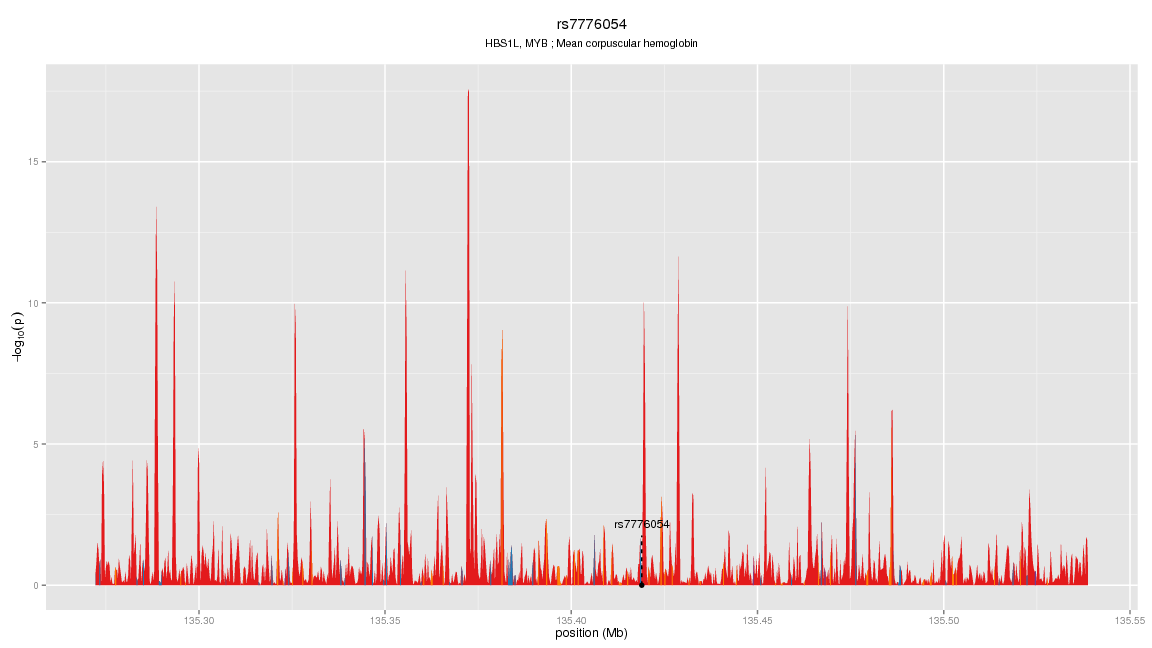 rs7776054
HBS1L, MYB ; Mean corpuscular hemoglobin
−log10(p)
15
10
5
0
rs7776054
135.30 135.35 135.40 135.45 135.50 135.55
position (Mb)